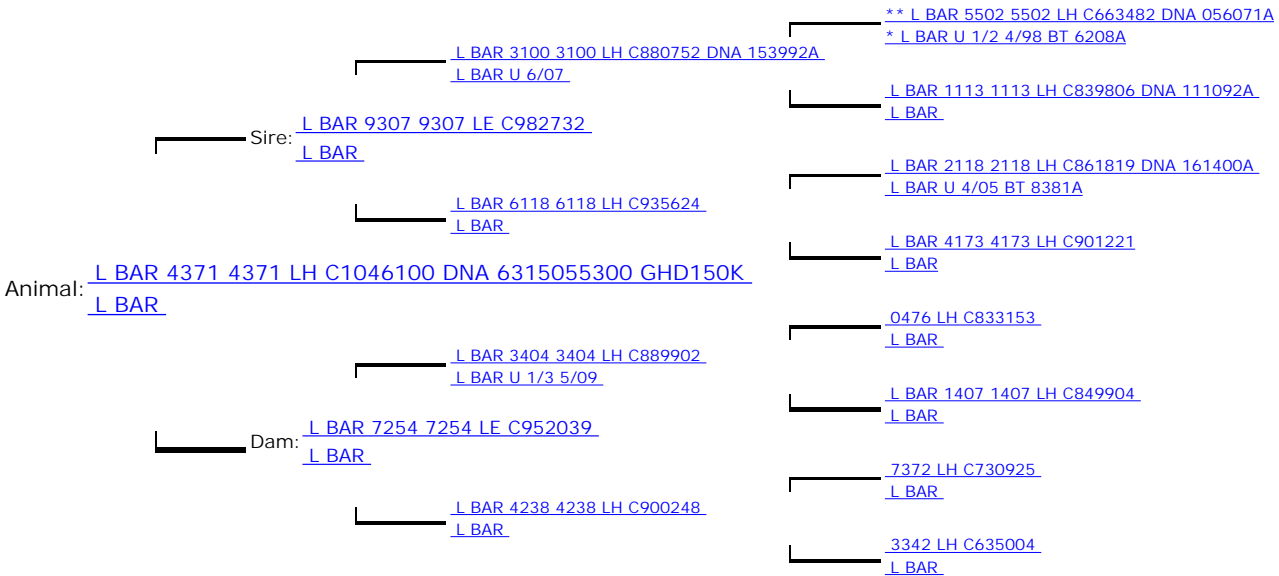 ** L BAR 5502 5502 LH C663482 DNA 056071A
* L BAR U 1/2 4/98 BT 6208A
L BAR 3100 3100 LH C880752 DNA 153992A
L BAR U 6/07
L BAR 1113 1113 LH C839806 DNA 111092A
L BAR
Sire: L BAR 9307 9307 LE C982732
L BAR
L BAR 2118 2118 LH C861819 DNA 161400A
L BAR U 4/05 BT 8381A
L BAR 6118 6118 LH C935624
L BAR
L BAR 4173 4173 LH C901221
L BAR
Animal: L BAR 4371 4371 LH C1046100 DNA 6315055300 GHD150K
L BAR
0476 LH C833153
L BAR
L BAR 3404 3404 LH C889902
L BAR U 1/3 5/09
L BAR 1407 1407 LH C849904
L BAR
Dam: L BAR 7254 7254 LE C952039
L BAR
7372 LH C730925
L BAR
L BAR 4238 4238 LH C900248
L BAR
3342 LH C635004
L BAR